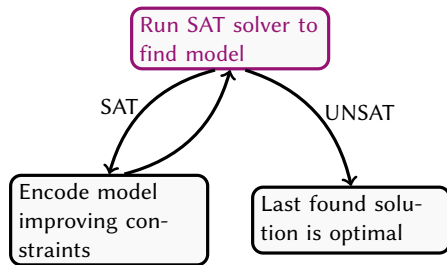 Run SAT solver to
find model
SAT
UNSAT
Encode model
improving con-
straints
Last found solu-
tion is optimal